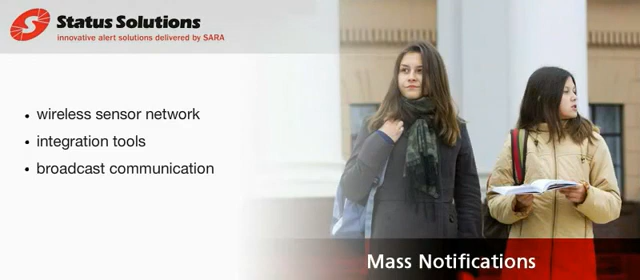 Status Solutions
innovative alert solutions delivered by SARA
• wireless sensor network
• integration tools
• broadcast communication
Mass Notifications